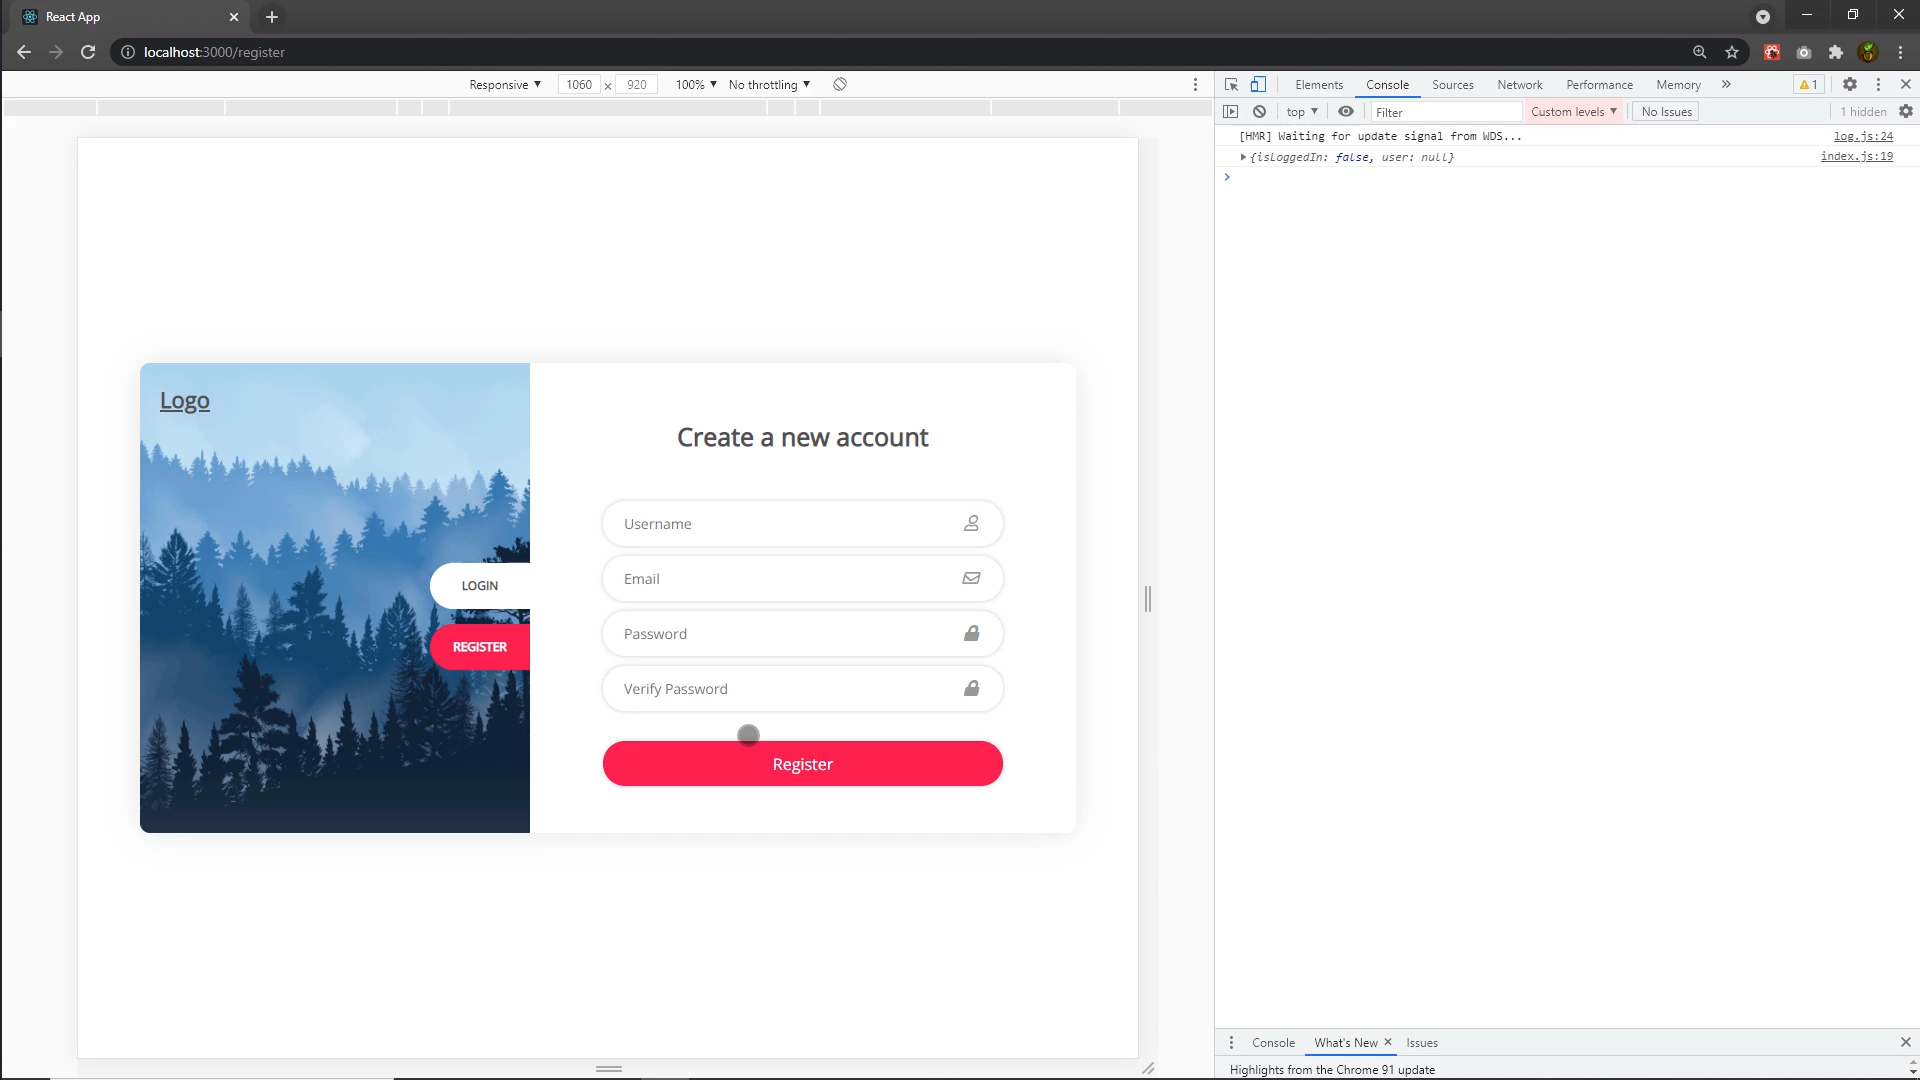 React App
localhost:3000/register
Responsive 1060 x 920 100% No throttling
Elements Console Sources Network Performance Memory 1
top Filter Custom levels No Issues 1 hidden
[HMR] Waiting for update signal from WDS... log.js:24
{isLoggedIn: false, user: null} index.js:19
Logo
LOGIN
REGISTER
Create a new account
Username
Email
Password
Verify Password
Register
Console What's New Issues
Highlights from the Chrome 91 update